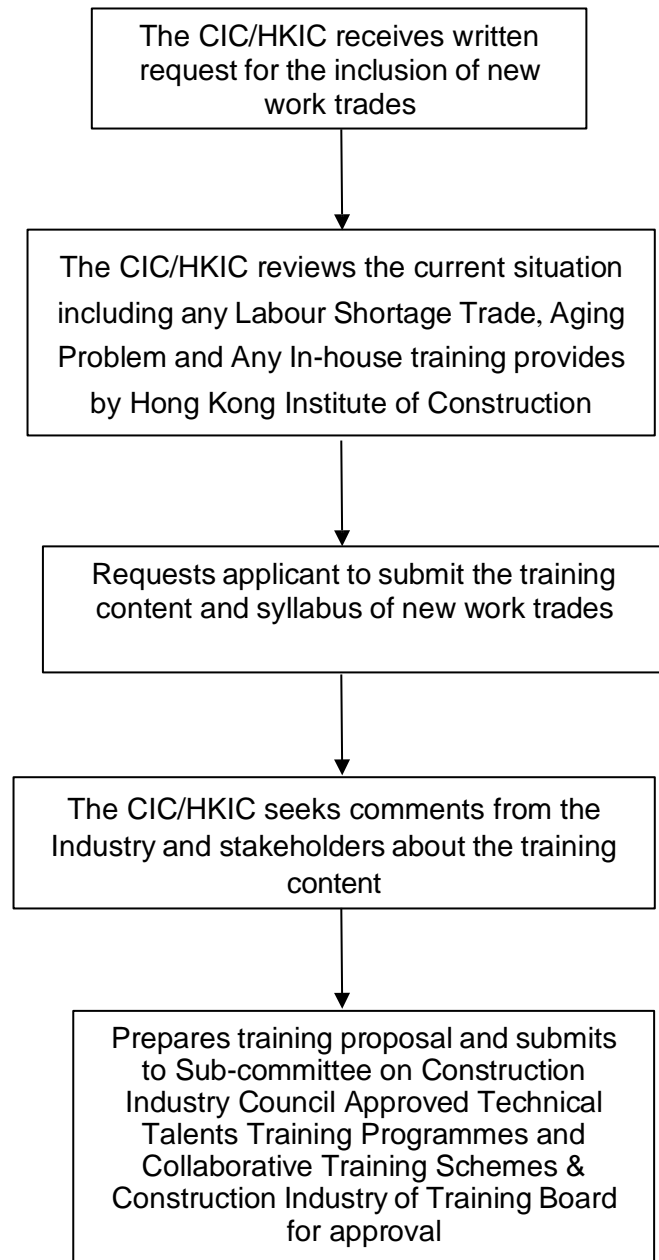 The CIC/HKIC receives written
request for the inclusion of new
work trades
The CIC/HKIC reviews the current situation
including any Labour Shortage Trade, Aging
Problem and Any In-house training provides
by Hong Kong Institute of Construction
Requests applicant to submit the training
content and syllabus of new work trades
The CIC/HKIC seeks comments from the
Industry and stakeholders about the training
content
Prepares training proposal and submits
to Sub-committee on Construction
Industry Council Approved Technical
Talents Training Programmes and
Collaborative Training Schemes &
Construction Industry of Training Board
for approval